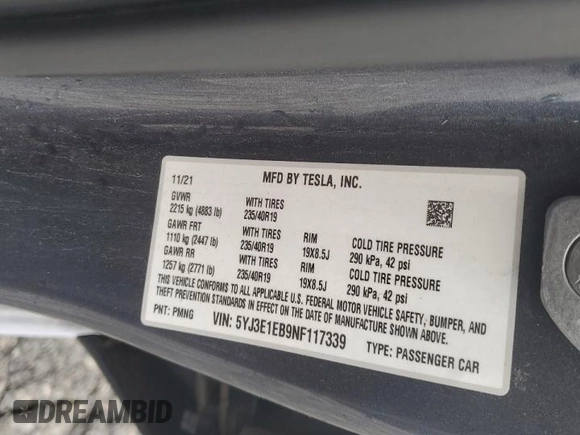 MFD BY TESLA, INC.
11/21
GVWR
2215 kg (4883 lb)
WITH TIRES
235/40R19
GAWR FRT
1110 kg (2447 lb)
WITH TIRES
235/40R19
RIM
19X8.5J
COLD TIRE PRESSURE
290 kPa, 42 psi
GAWR RR
1257 kg (2771 lb)
WITH TIRES
235/40R19
RIM
19X8.5J
COLD TIRE PRESSURE
290 kPa, 42 psi
THIS VEHICLE CONFORMS TO ALL APPLICABLE U.S. FEDERAL MOTOR VEHICLE SAFETY, BUMPER, AND
THEFT PREVENTION STANDARDS IN EFFECT ON THE DATE OF MANUFACTURE SHOWN ABOVE.
PNT: PMNG
VIN: 5YJ3E1EB9NF117339
TYPE: PASSENGER CAR
DREAMBID